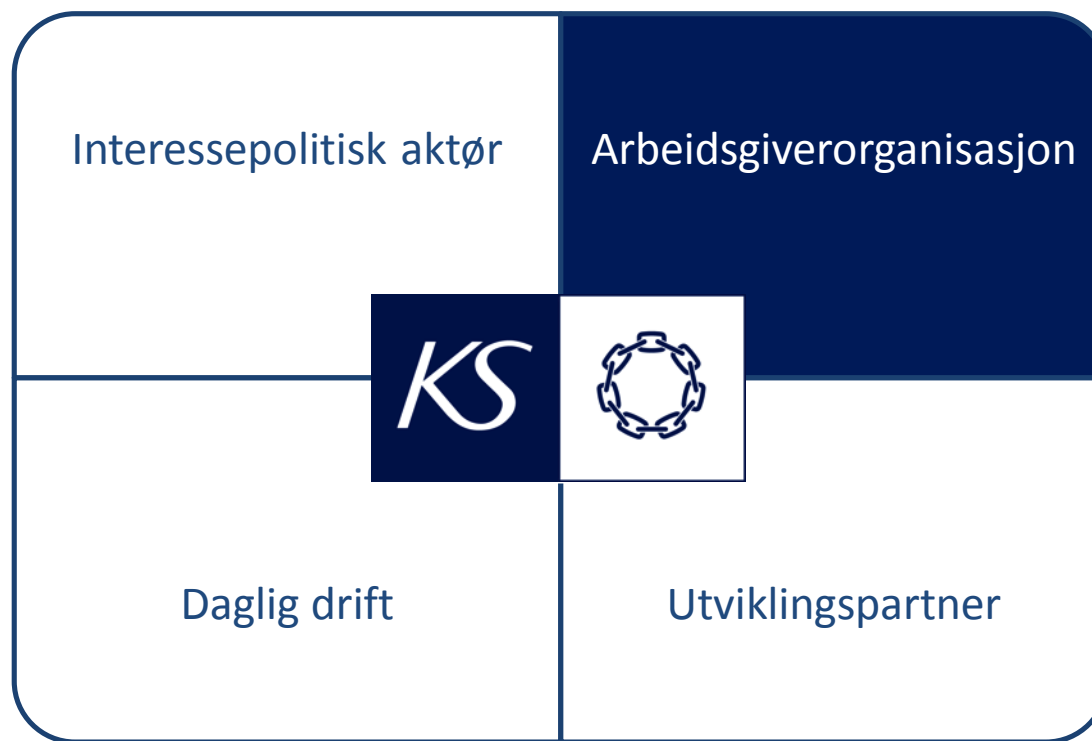 Interessepolitisk aktør
Arbeidsgiverorganisasjon
KS
Daglig drift
Utviklingspartner